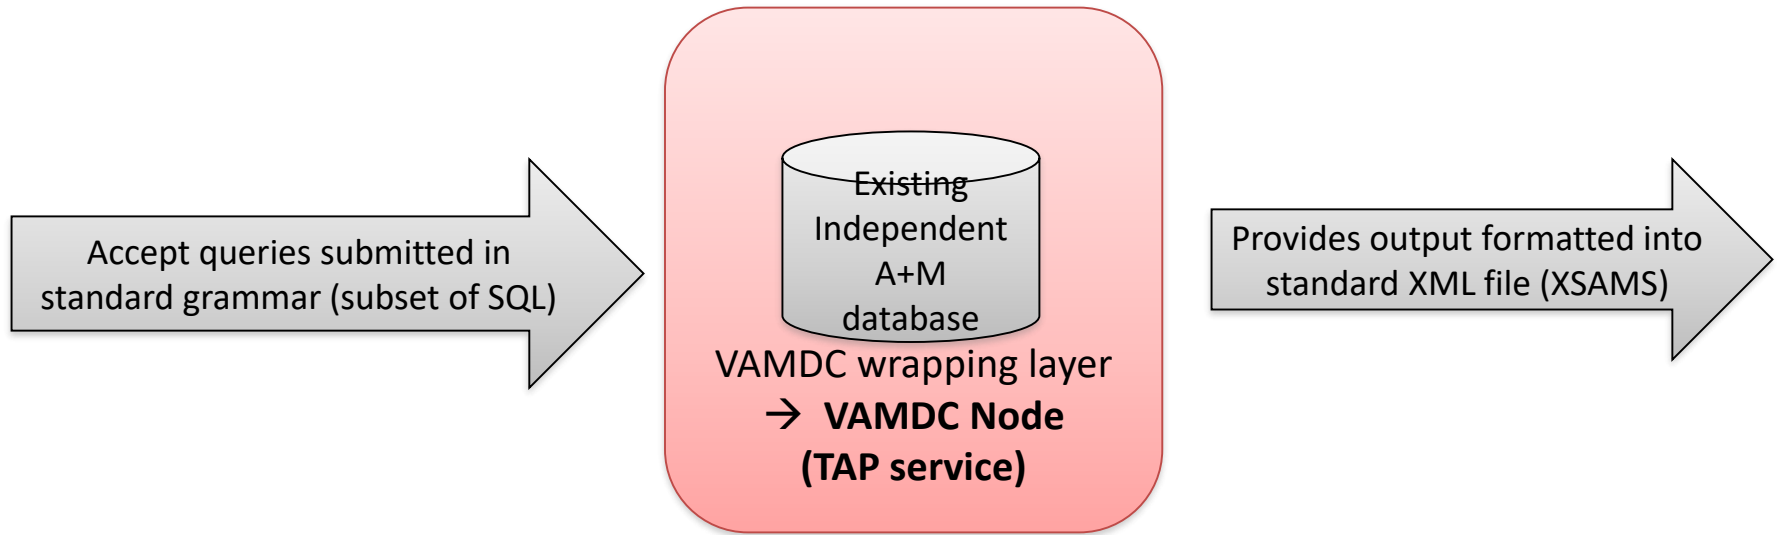 Accept queries submitted in
standard grammar (subset of SQL)
Existing
Independent
A+M
database
VAMDC wrapping layer
→ VAMDC Node
(TAP service)
Provides output formatted into
standard XML file (XSAMS)